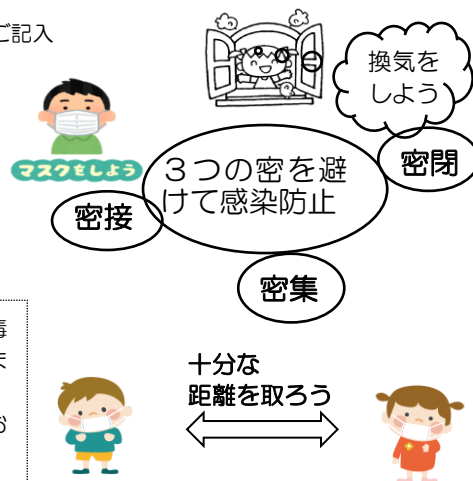 ご記入
換気を
しよう
マスクをしよう
３つの密を避
けて感染防止
密閉
密接
密集
ま
お
十分な
距離を取ろう